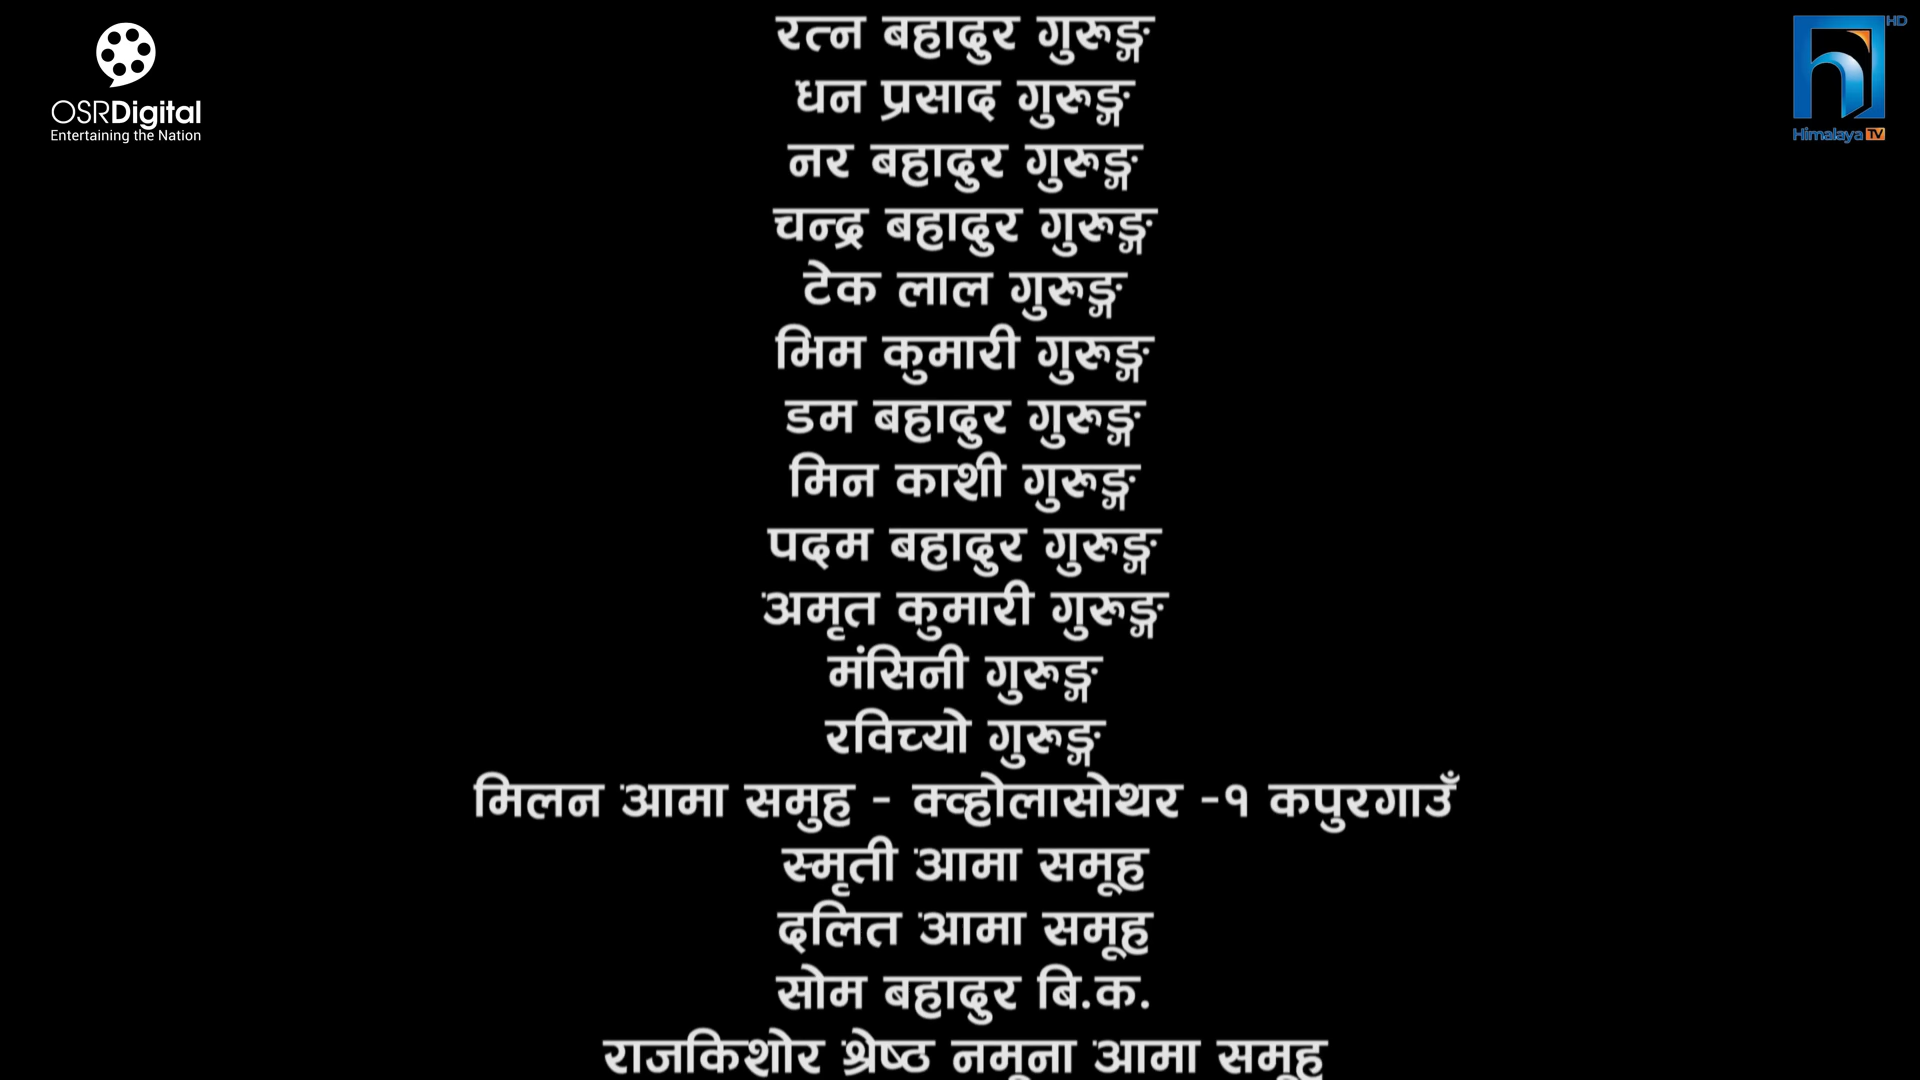 OSRDigital
Entertaining the Nation
HD
Himalaya TV
रत्न बहादुर गुरूङ्ग
धन प्रसाद गुरूङ्ग
नर बहादुर गुरूङ्ग
चन्द्र बहादुर गुरूङ्ग
टेक लाल गुरूङ्ग
भिम कुमारी गुरूङ्ग
डम बहादुर गुरूङ्ग
मिन काशी गुरूङ्ग
पदम बहादुर गुरूङ्ग
अमृत कुमारी गुरूङ्ग
मंसिनी गुरूङ्ग
रविच्यो गुरूङ्ग
मिलन आमा समुह - क्व्होलासोथर -१ कपुरगाउँ
स्मृती आमा समूह
दलित आमा समूह
सोम बहादुर बि.क.
राजकिशोर श्रेष्ठ नमूना आमा समूह